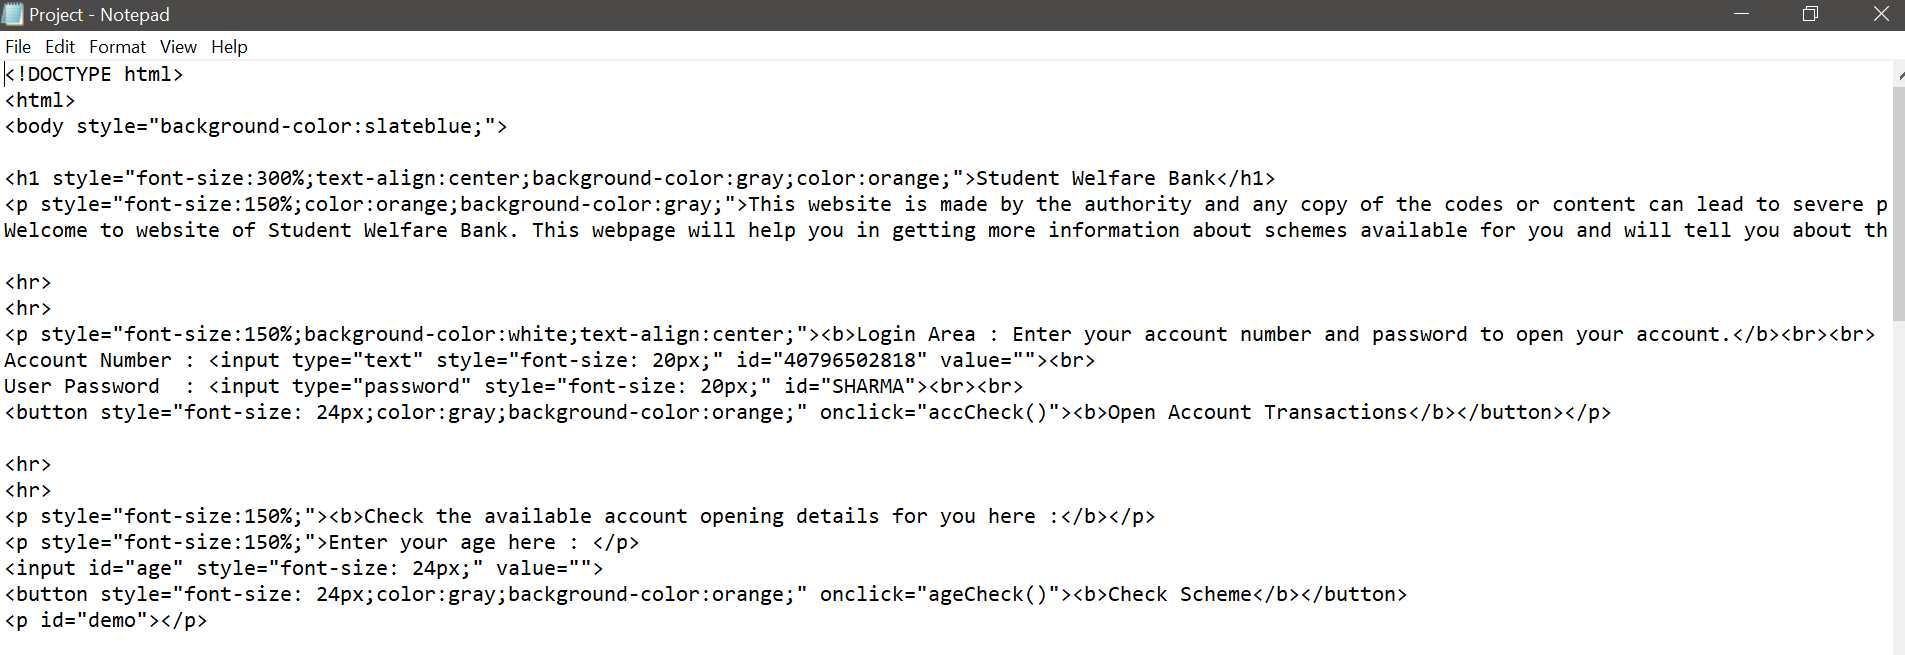 Project - Notepad
File Edit Format View Help
<!DOCTYPE html>
<html>
<body style="background-color:slateblue;">
<h1 style="font-size:300%;text-align:center;background-color:gray;color:orange;">Student Welfare Bank</h1>
<p style="font-size:150%;color:orange;background-color:gray;">This website is made by the authority and any copy of the codes or content can lead to severe p
Welcome to website of Student Welfare Bank. This webpage will help you in getting more information about schemes available for you and will tell you about th
<hr>
<hr>
<p style="font-size:150%;background-color:white;text-align:center;"><b>Login Area : Enter your account number and password to open your account.</b><br><br>
Account Number : <input type="text" style="font-size: 20px;" id="40796502818" value=""><br>
User Password  : <input type="password" style="font-size: 20px;" id="SHARMA"><br><br>
<button style="font-size: 24px;color:gray;background-color:orange;" onclick="accCheck()"><b>Open Account Transactions</b></button></p>
<hr>
<hr>
<p style="font-size:150%;"><b>Check the available account opening details for you here :</b></p>
<p style="font-size:150%;">Enter your age here : </p>
<input id="age" style="font-size: 24px;" value="">
<button style="font-size: 24px;color:gray;background-color:orange;" onclick="ageCheck()"><b>Check Scheme</b></button>
<p id="demo"></p>